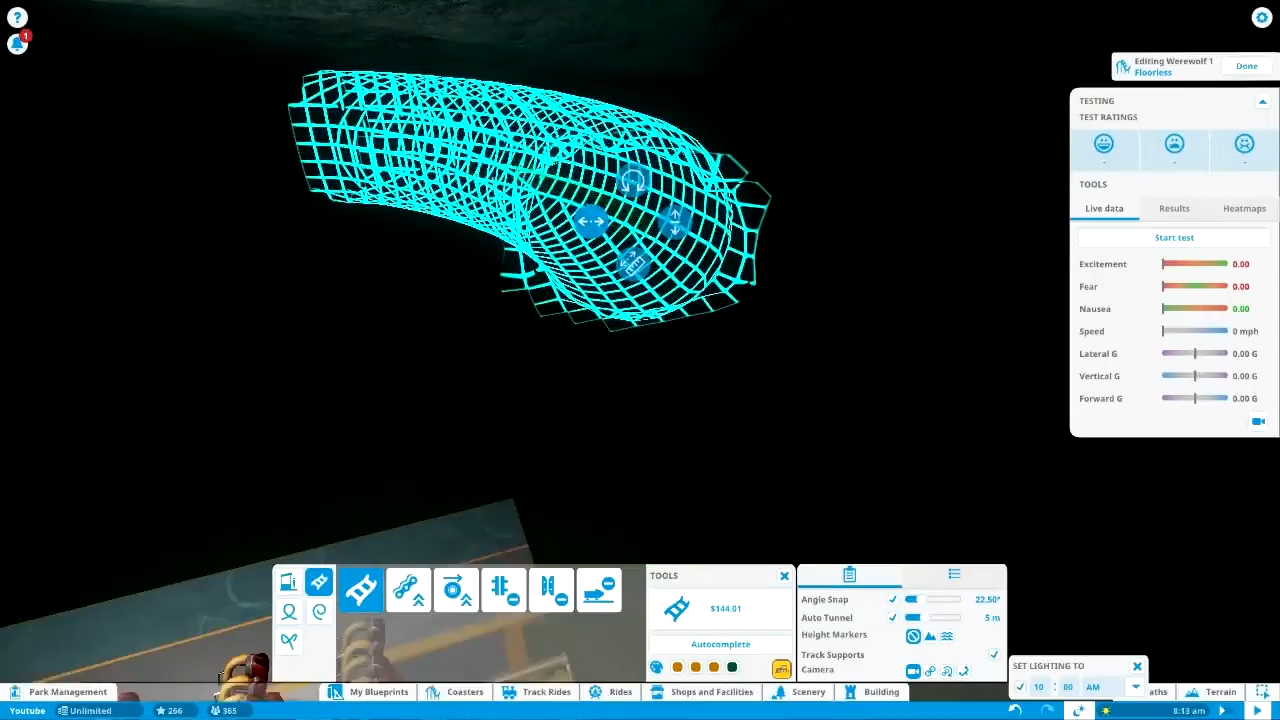 ?
1
Editing Werewolf 1
Floorless
Done
TESTING
TEST RATINGS
- - -
TOOLS
Live data Results Heatmaps
Start test
Excitement 0.00
Fear 0.00
Nausea 0.00
Speed 0 mph
Lateral G 0.00 G
Vertical G 0.00 G
Forward G 0.00 G
TOOLS
$144.01
Autocomplete
Angle Snap 22.50°
Auto Tunnel 5 m
Height Markers
Track Supports
Camera
SET LIGHTING TO
10 : 00 AM
Park Management My Blueprints Coasters Track Rides Rides Shops and Facilities Scenery Building aths Terrain
Youtube Unlimited 266 365 8:13 am